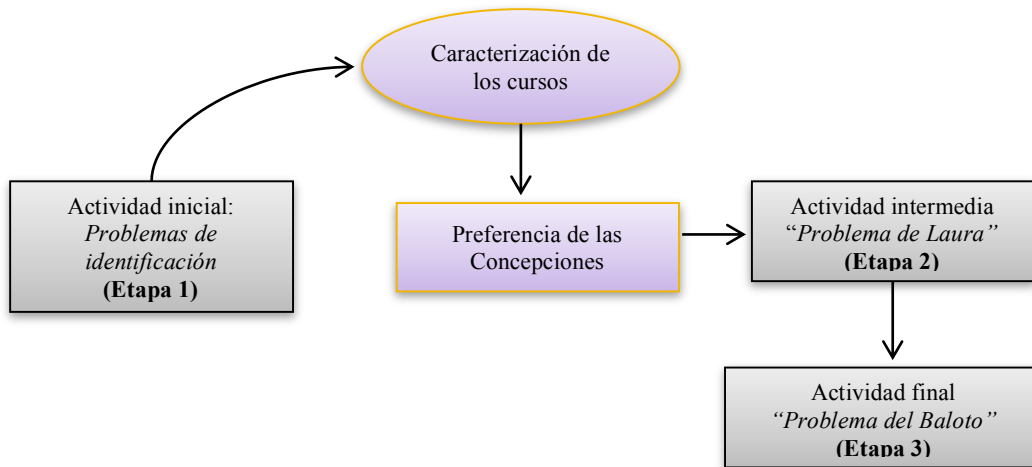 Caracterización de
los cursos
Actividad inicial:
Problemas de
identificación
(Etapa 1)
Preferencia de las
Concepciones
Actividad intermedia
“Problema de Laura”
(Etapa 2)
Actividad final
“Problema del Baloto”
(Etapa 3)